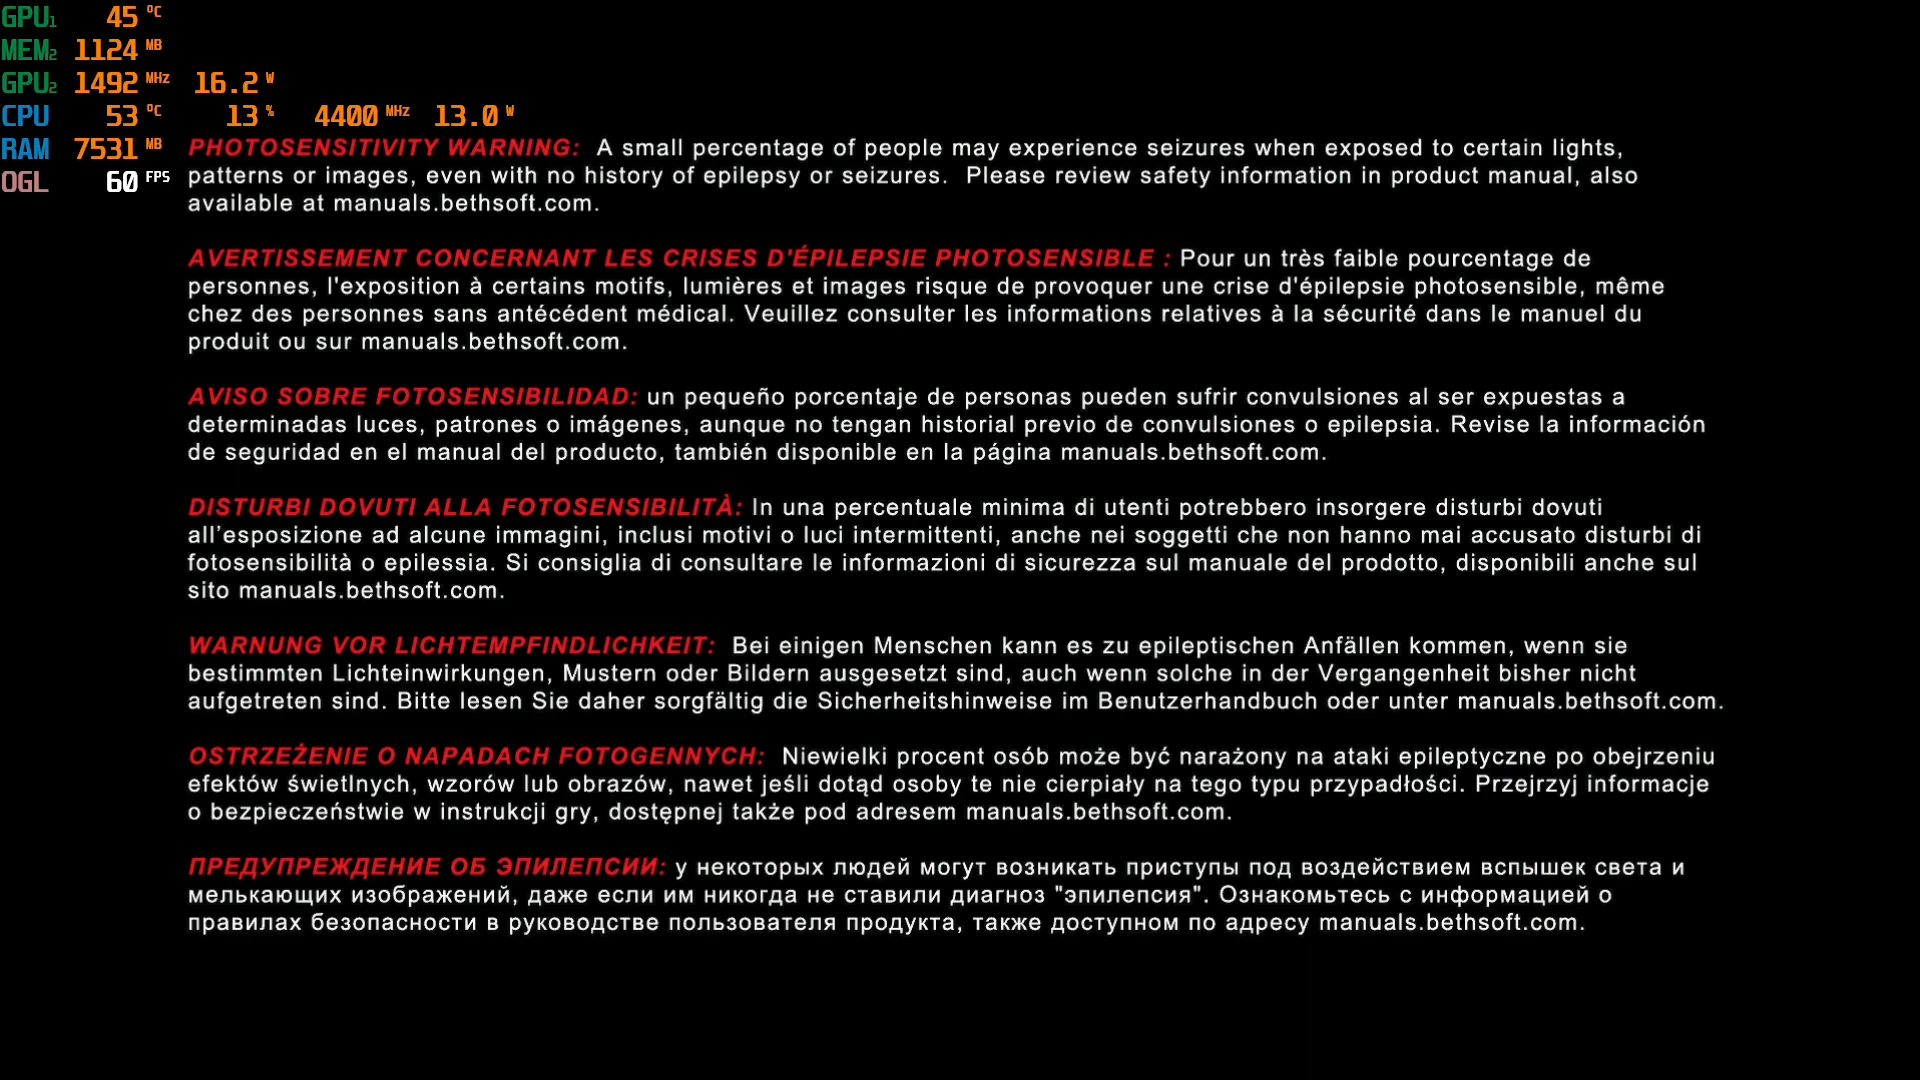 GPU1 45 °C
MEM2 1124 MB
GPU2 1492 MHz 16.2 W
CPU 53 °C 13 % 4400 MHz 13.0 W
RAM 7531 MB
OGL 60 FPS
PHOTOSENSITIVITY WARNING: A small percentage of people may experience seizures when exposed to certain lights,
patterns or images, even with no history of epilepsy or seizures. Please review safety information in product manual, also
available at manuals.bethsoft.com.
AVERTISSEMENT CONCERNANT LES CRISES D'ÉPILEPSIE PHOTOSENSIBLE : Pour un très faible pourcentage de
personnes, l'exposition à certains motifs, lumières et images risque de provoquer une crise d'épilepsie photosensible, même
chez des personnes sans antécédent médical. Veuillez consulter les informations relatives à la sécurité dans le manuel du
produit ou sur manuals.bethsoft.com.
AVISO SOBRE FOTOSENSIBILIDAD: un pequeño porcentaje de personas pueden sufrir convulsiones al ser expuestas a
determinadas luces, patrones o imágenes, aunque no tengan historial previo de convulsiones o epilepsia. Revise la información
de seguridad en el manual del producto, también disponible en la página manuals.bethsoft.com.
DISTURBI DOVUTI ALLA FOTOSENSIBILITÀ: In una percentuale minima di utenti potrebbero insorgere disturbi dovuti
all’esposizione ad alcune immagini, inclusi motivi o luci intermittenti, anche nei soggetti che non hanno mai accusato disturbi di
fotosensibilità o epilessia. Si consiglia di consultare le informazioni di sicurezza sul manuale del prodotto, disponibili anche sul
sito manuals.bethsoft.com.
WARNUNG VOR LICHTEMPFINDLICHKEIT: Bei einigen Menschen kann es zu epileptischen Anfällen kommen, wenn sie
bestimmten Lichteinwirkungen, Mustern oder Bildern ausgesetzt sind, auch wenn solche in der Vergangenheit bisher nicht
aufgetreten sind. Bitte lesen Sie daher sorgfältig die Sicherheitshinweise im Benutzerhandbuch oder unter manuals.bethsoft.com.
OSTRZEŻENIE O NAPADACH FOTOGENNYCH: Niewielki procent osób może być narażony na ataki epileptyczne po obejrzeniu
efektów świetlnych, wzorów lub obrazów, nawet jeśli dotąd osoby te nie cierpiały na tego typu przypadłości. Przejrzyj informacje
o bezpieczeństwie w instrukcji gry, dostępnej także pod adresem manuals.bethsoft.com.
ПРЕДУПРЕЖДЕНИЕ ОБ ЭПИЛЕПСИИ: у некоторых людей могут возникать приступы под воздействием вспышек света и
мелькающих изображений, даже если им никогда не ставили диагноз "эпилепсия". Ознакомьтесь с информацией о
правилах безопасности в руководстве пользователя продукта, также доступном по адресу manuals.bethsoft.com.